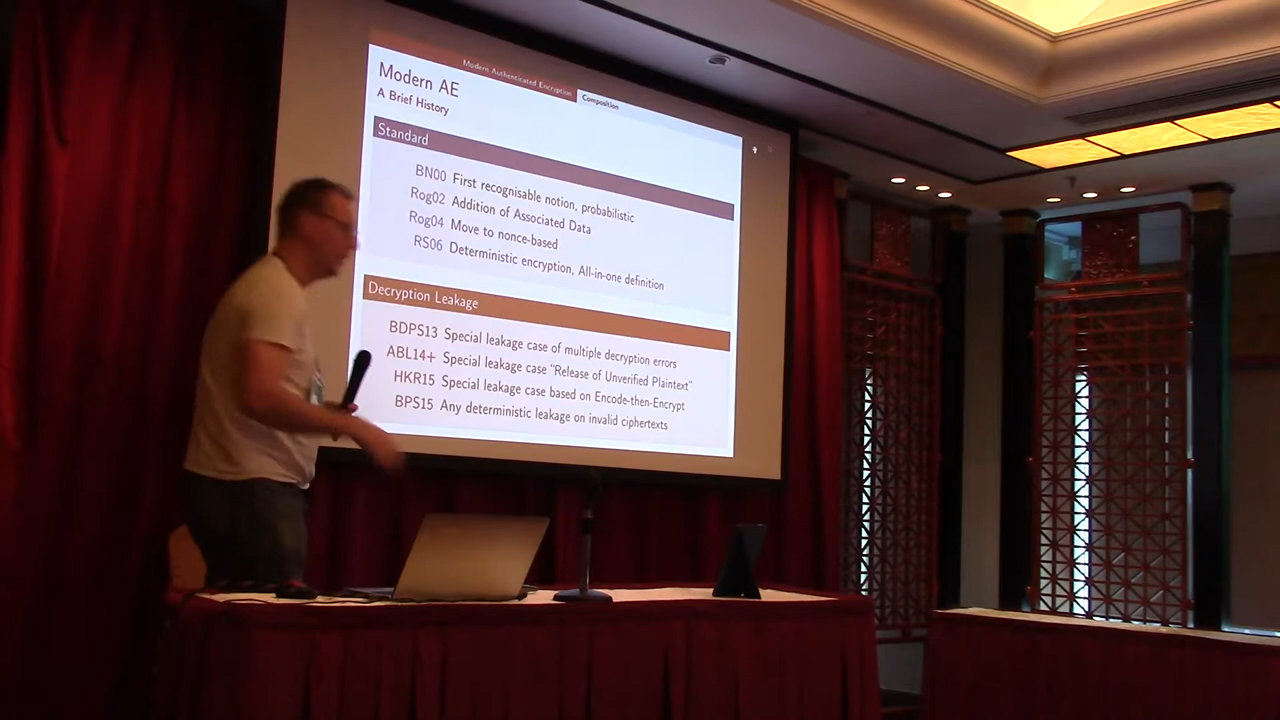 Modern Authenticated Encryption
Composition
Modern AE
A Brief History
Standard
BN00 First recognisable notion, probabilistic
Rog02 Addition of Associated Data
Rog04 Move to nonce-based
RS06 Deterministic encryption, All-in-one definition
Decryption Leakage
BDPS13 Special leakage case of multiple decryption errors
ABL14+ Special leakage case "Release of Unverified Plaintext"
HKR15 Special leakage case based on Encode-then-Encrypt
BPS15 Any deterministic leakage on invalid ciphertexts